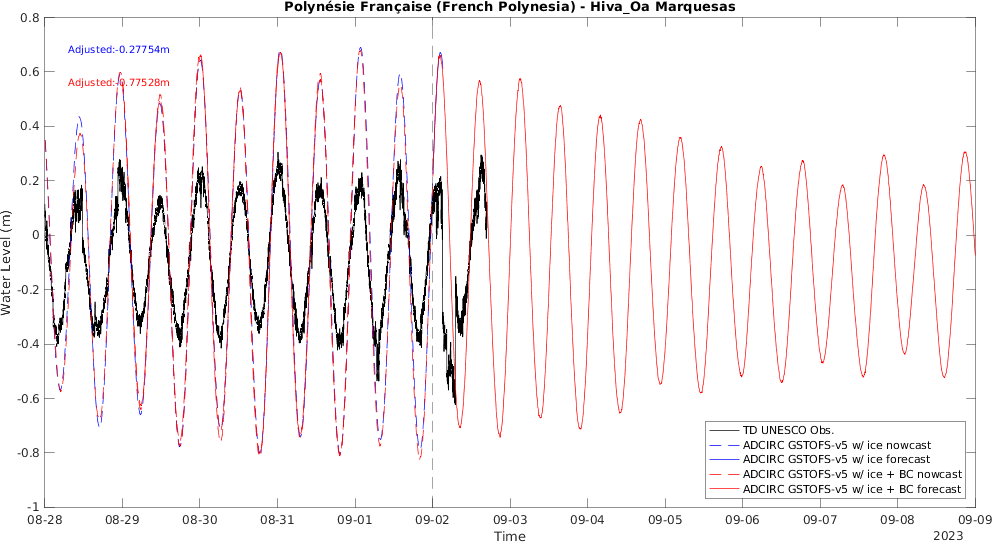 Polynésie Française (French Polynesia) - Hiva_Oa Marquesas
0.8
0.6
0.4
0.2
0
-0.2
-0.4
-0.6
-0.8
-1
Water Level (m)
Adjusted:-0.27754m
Adjusted:-0.77528m
TD UNESCO Obs.
ADCIRC GSTOFS-v5 w/ ice nowcast
ADCIRC GSTOFS-v5 w/ ice forecast
ADCIRC GSTOFS-v5 w/ ice + BC nowcast
ADCIRC GSTOFS-v5 w/ ice + BC forecast
08-28 08-29 08-30 08-31 09-01 09-02 09-03 09-04 09-05 09-06 09-07 09-08 09-09
Time
2023